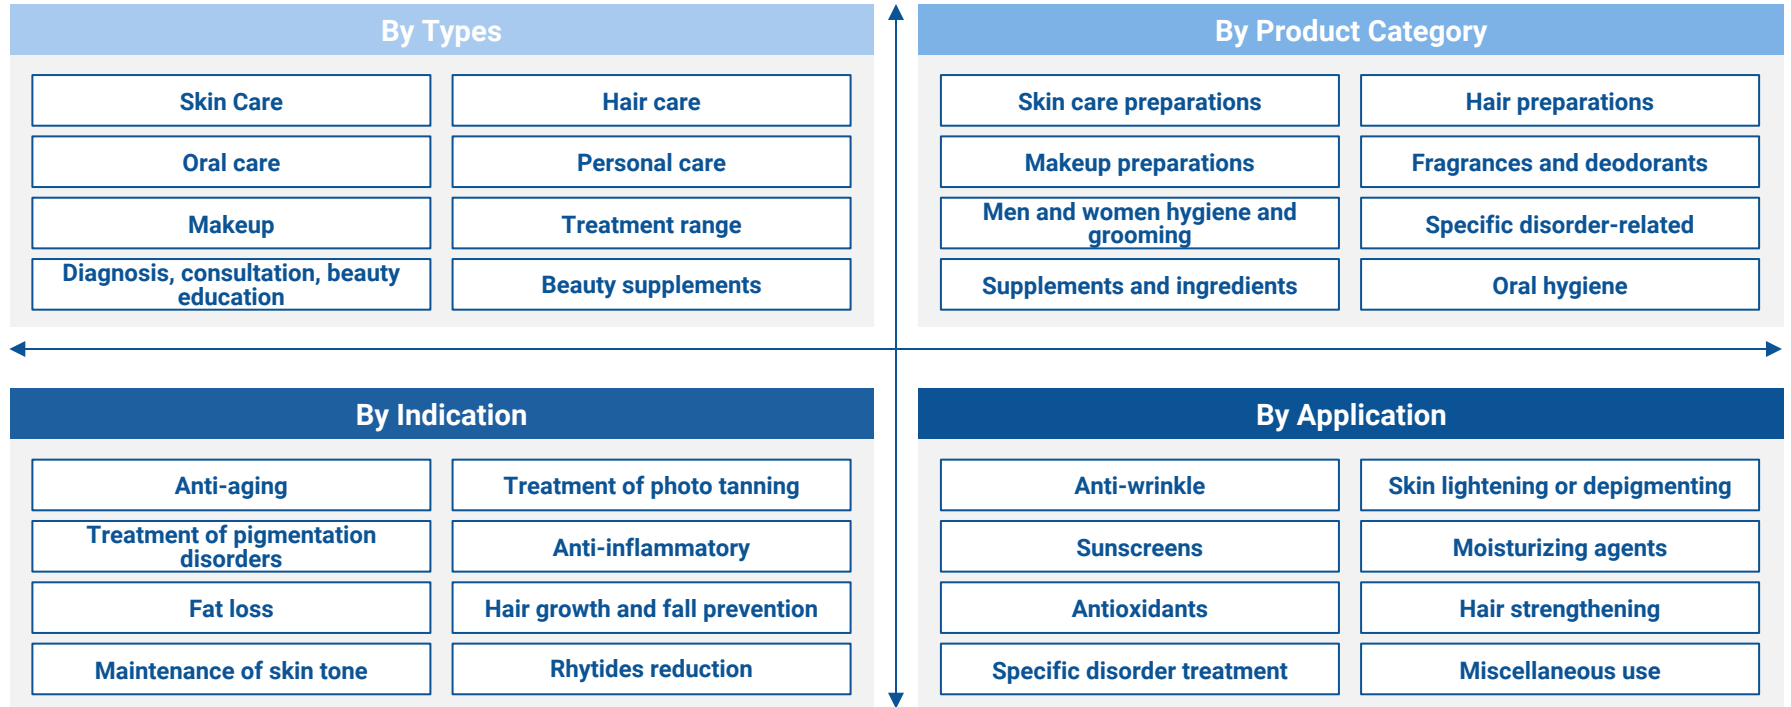 By Types
Skin Care
Hair care
Oral care
Personal care
Makeup
Treatment range
Diagnosis, consultation, beauty
education
Beauty supplements
By Product Category
Skin care preparations
Hair preparations
Makeup preparations
Fragrances and deodorants
Men and women hygiene and
grooming
Specific disorder-related
Supplements and ingredients
Oral hygiene
By Indication
Anti-aging
Treatment of photo tanning
Treatment of pigmentation
disorders
Anti-inflammatory
Fat loss
Hair growth and fall prevention
Maintenance of skin tone
Rhytides reduction
By Application
Anti-wrinkle
Skin lightening or depigmenting
Sunscreens
Moisturizing agents
Antioxidants
Hair strengthening
Specific disorder treatment
Miscellaneous use